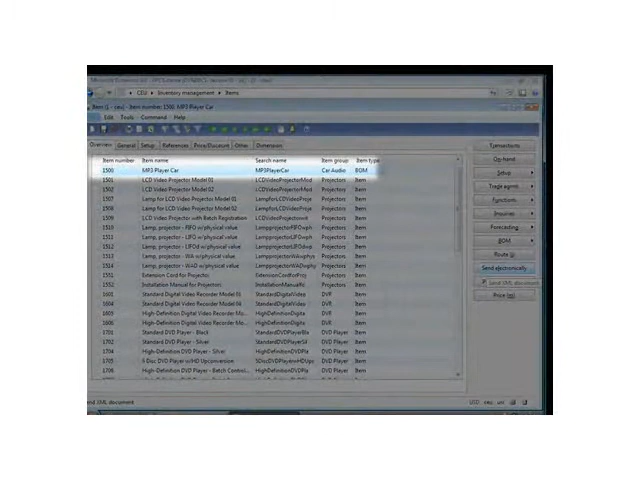 CEU ▸ Inventory management ▸ Items
Item (1 - ceu) - Item number: 1500, MP3 Player Car
Edit Tools Command Help
Overview General Setup References Price/Discount Other Dimension
Item number Item name Search name Item group Item type
1500 MP3 Player Car MP3PlayerCar Car Audio BOM
1501 LCD Video Projector Model 01 LCDVideoProjectorMod Projectors Item
1502 LCD Video Projector Model 02 LCDVideoProjectorMod Projectors Item
1507 Lamp for LCD Video Projector Model 01 LampforLCDVideoProje Projectors Item
1508 Lamp for LCD Video Projector Model 02 LampforLCDVideoProje Projectors Item
1509 LCD Video Projector with Batch Registration LCDVideoProjectorwit Projectors Item
1510 Lamp, projector - FIFO w/physical value LampprojectorFIFOwph Projectors Item
1511 Lamp, projector - FIFO w/physical value LampprojectorFIFOwph Projectors Item
1512 Lamp, projector - LIFOd w/physical value LampprojectorLIFOdwp Projectors Item
1513 Lamp, projector - WA w/physical value LampprojectorWAwphys Projectors Item
1514 Lamp, projector - WAD w/physical value LampprojectorWADwphy Projectors Item
1551 Extension Cord for Projector ExtensionCordforProj Projectors Item
1552 Installation Manual for Projectors InstallationManualfo Projectors Item
1601 Standard Digital Video Recorder Model 01 StandardDigitalVideo DVR Item
1604 Standard Digital Video Recorder Model StandardDigitalVideo DVR Item
1605 High-Definition Digital Video Recorder Mo... HighDefinitionDigita DVR Item
1606 High-Definition Digital Video Recorder Mo... HighDefinitionDigita DVR Item
1701 Standard DVD Player - Black StandardDVDPlayerBla DVD Player Item
1702 Standard DVD Player - Silver StandardDVDPlayerSil DVD Player Item
1704 High-Definition DVD Player - Silver HighDefinitionDVDPla DVD Player Item
1705 5 Disc DVD Player w/HD Upconversion 5DiscDVDPlayerwHDUps DVD Player Item
1706 High-Definition DVD Player - Batch Control... HighDefinitionDVDPla DVD Player Item
Transactions
On-hand
Setup
Trade agrmt.
Functions
Inquiries
Forecasting
BOM
Route
Send electronically
Send XML document
Price
Send XML document
USD ceu usr